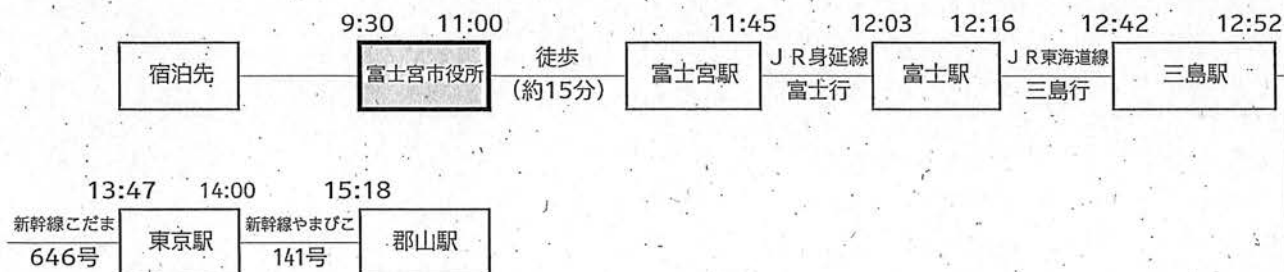 9:30 11:00 11:45 12:03 12:16 12:42 12:52
宿泊先 富士宮市役所 徒歩 (約15分) 富士宮駅 JR身延線 富士行 富士駅 JR東海道線 三島行 三島駅
13:47 14:00 15:18
新幹線こだま 646号 東京駅 新幹線やまびこ 141号 郡山駅